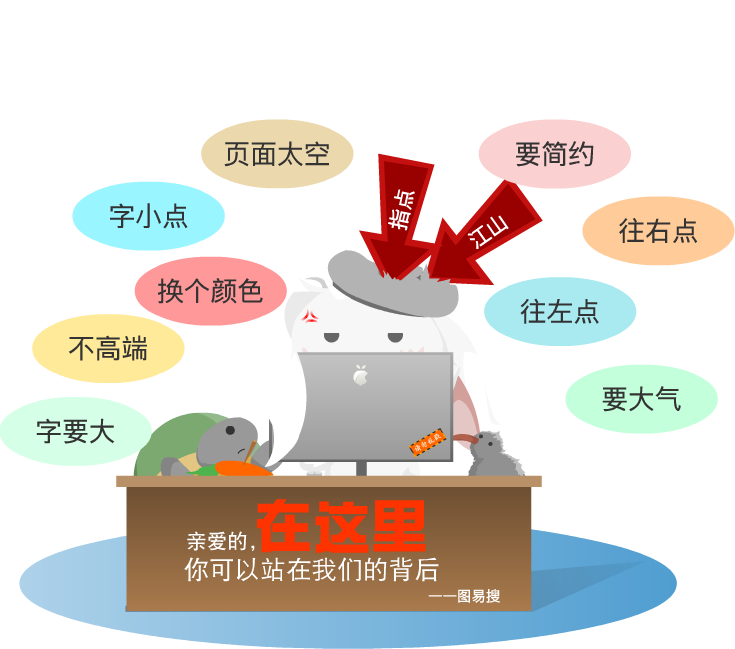 页面太空
要简约
字小点
指点
江山
往右点
换个颜色
往左点
不高端
要大气
字要大
亲爱的,在这里
你可以站在我们的背后
——图易搜